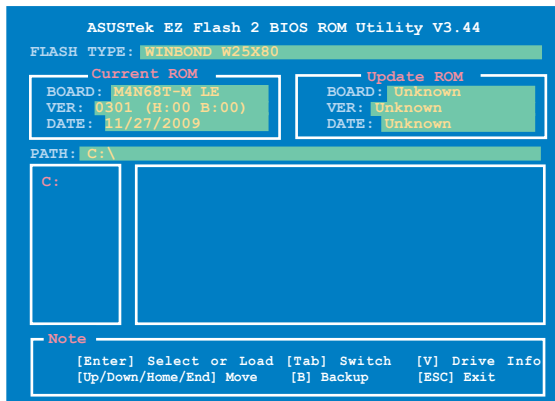 ASUSTek EZ Flash 2 BIOS ROM Utility V3.44
FLASH TYPE: WINBOND W25X80
Current ROM
BOARD: M4N68T-M LE
VER: 0301 (H:00 B:00)
DATE: 11/27/2009
Update ROM
BOARD: Unknown
VER: Unknown
DATE: Unknown
PATH: C:\
C:
Note
[Enter] Select or Load [Tab] Switch [V] Drive Info
[Up/Down/Home/End] Move [B] Backup [ESC] Exit